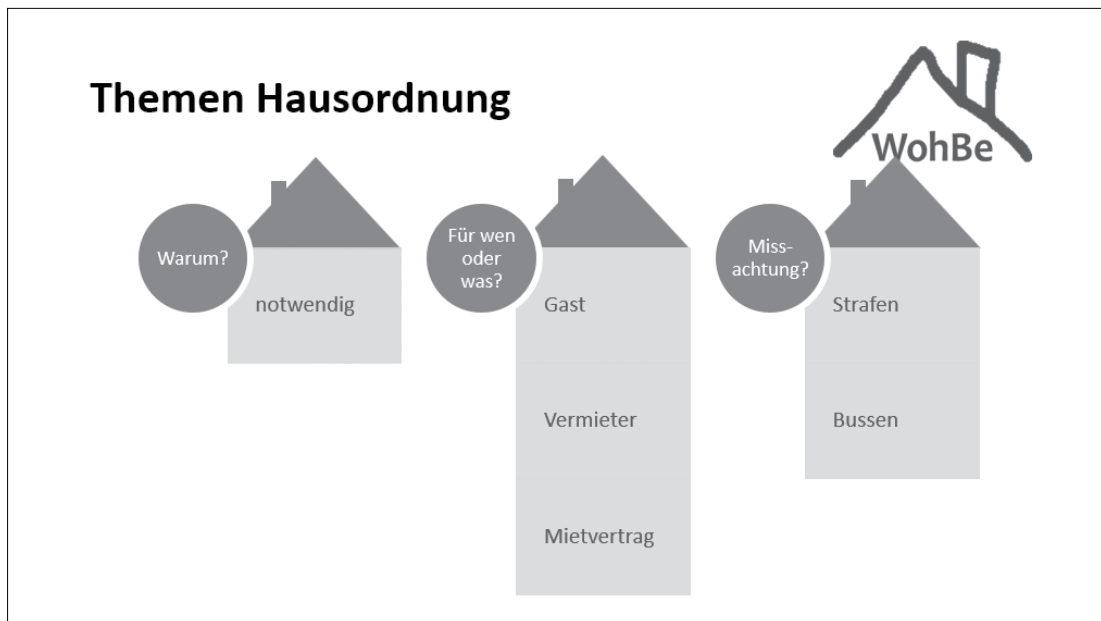 Themen Hausordnung
WohBe
Warum?
notwendig
Für wen
oder
was?
Gast
Vermieter
Mietvertrag
Miss-
achtung?
Strafen
Bussen